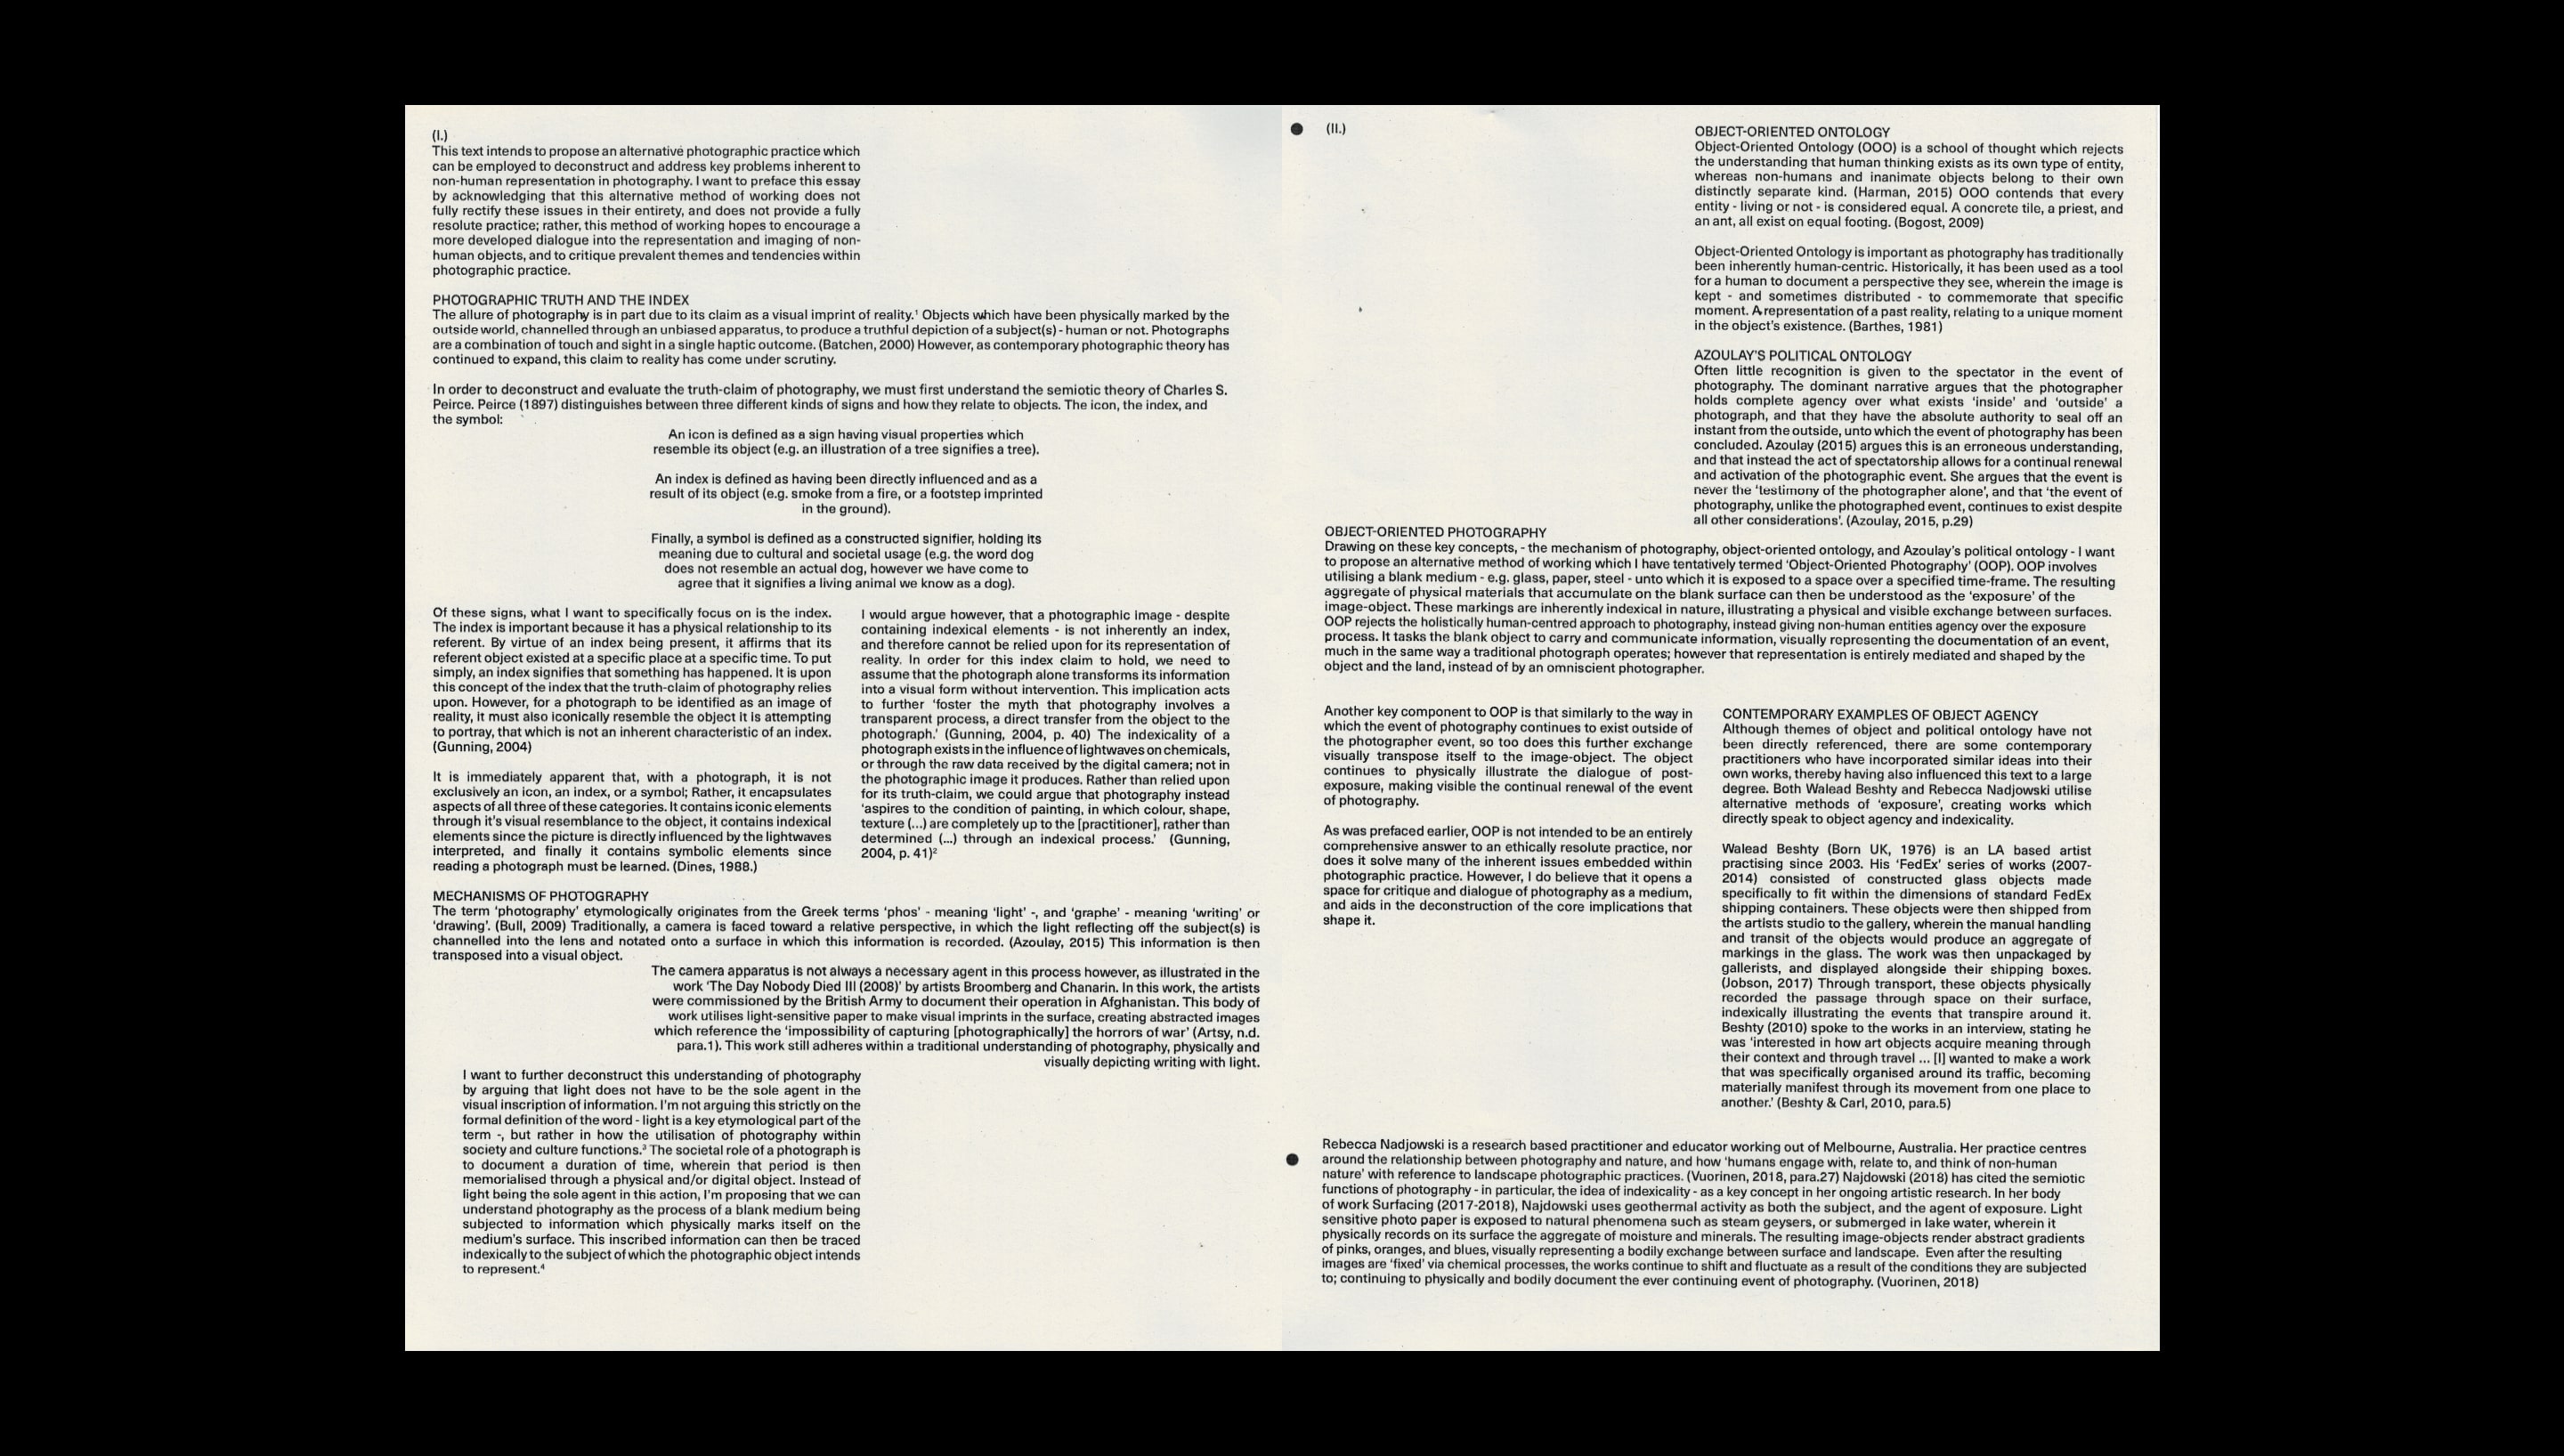 (I.)
This text intends to propose an alternative photographic practice which
can be employed to deconstruct and address key problems inherent to
non-human representation in photography. I want to preface this essay
by acknowledging that this alternative method of working does not
fully rectify these issues in their entirety, and does not provide a fully
resolute practice; rather, this method of working hopes to encourage a
more developed dialogue into the representation and imaging of non-
human objects, and to critique prevalent themes and tendencies within
photographic practice.
PHOTOGRAPHIC TRUTH AND THE INDEX
The allure of photography is in part due to its claim as a visual imprint of reality.¹ Objects which have been physically marked by the
outside world, channelled through an unbiased apparatus, to produce a truthful depiction of a subject(s) - human or not. Photographs
are a combination of touch and sight in a single haptic outcome. (Batchen, 2000) However, as contemporary photographic theory has
continued to expand, this claim to reality has come under scrutiny.
In order to deconstruct and evaluate the truth-claim of photography, we must first understand the semiotic theory of Charles S.
Peirce. Peirce (1897) distinguishes between three different kinds of signs and how they relate to objects. The icon, the index, and
the symbol:
An icon is defined as a sign having visual properties which
resemble its object (e.g. an illustration of a tree signifies a tree).
An index is defined as having been directly influenced and as a
result of its object (e.g. smoke from a fire, or a footstep imprinted
in the ground).
Finally, a symbol is defined as a constructed signifier, holding its
meaning due to cultural and societal usage (e.g. the word dog
does not resemble an actual dog, however we have come to
agree that it signifies a living animal we know as a dog).
Of these signs, what I want to specifically focus on is the index.
The index is important because it has a physical relationship to its
referent. By virtue of an index being present, it affirms that its
referent object existed at a specific place at a specific time. To put
simply, an index signifies that something has happened. It is upon
this concept of the index that the truth-claim of photography relies
upon. However, for a photograph to be identified as an image of
reality, it must also iconically resemble the object it is attempting
to portray, that which is not an inherent characteristic of an index.
(Gunning, 2004)
It is immediately apparent that, with a photograph, it is not
exclusively an icon, an index, or a symbol; Rather, it encapsulates
aspects of all three of these categories. It contains iconic elements
through it's visual resemblance to the object, it contains indexical
elements since the picture is directly influenced by the lightwaves
interpreted, and finally it contains symbolic elements since
reading a photograph must be learned. (Dines, 1988.)
I would argue however, that a photographic image - despite
containing indexical elements - is not inherently an index,
and therefore cannot be relied upon for its representation of
reality. In order for this index claim to hold, we need to
assume that the photograph alone transforms its information
into a visual form without intervention. This implication acts
to further ‘foster the myth that photography involves a
transparent process, a direct transfer from the object to the
photograph.’ (Gunning, 2004, p. 40) The indexicality of a
photograph exists in the influence of lightwaves on chemicals,
or through the raw data received by the digital camera; not in
the photographic image it produces. Rather than relied upon
for its truth-claim, we could argue that photography instead
‘aspires to the condition of painting, in which colour, shape,
texture (...) are completely up to the [practitioner], rather than
determined (...) through an indexical process.’ (Gunning,
2004, p. 41)²
MECHANISMS OF PHOTOGRAPHY
The term ‘photography’ etymologically originates from the Greek terms ‘phos’ - meaning ‘light’ -, and ‘graphe’ - meaning ‘writing’ or
‘drawing’. (Bull, 2009) Traditionally, a camera is faced toward a relative perspective, in which the light reflecting off the subject(s) is
channelled into the lens and notated onto a surface in which this information is recorded. (Azoulay, 2015) This information is then
transposed into a visual object.
The camera apparatus is not always a necessary agent in this process however, as illustrated in the
work ‘The Day Nobody Died III (2008)’ by artists Broomberg and Chanarin. In this work, the artists
were commissioned by the British Army to document their operation in Afghanistan. This body of
work utilises light-sensitive paper to make visual imprints in the surface, creating abstracted images
which reference the ‘impossibility of capturing [photographically] the horrors of war’ (Artsy, n.d.
para.1). This work still adheres within a traditional understanding of photography, physically and
visually depicting writing with light.
I want to further deconstruct this understanding of photography
by arguing that light does not have to be the sole agent in the
visual inscription of information. I'm not arguing this strictly on the
formal definition of the word - light is a key etymological part of the
term -, but rather in how the utilisation of photography within
society and culture functions.³ The societal role of a photograph is
to document a duration of time, wherein that period is then
memorialised through a physical and/or digital object. Instead of
light being the sole agent in this action, I'm proposing that we can
understand photography as the process of a blank medium being
subjected to information which physically marks itself on the
medium's surface. This inscribed information can then be traced
indexically to the subject of which the photographic object intends
to represent.⁴
(II.)
OBJECT-ORIENTED ONTOLOGY
Object-Oriented Ontology (OOO) is a school of thought which rejects
the understanding that human thinking exists as its own type of entity,
whereas non-humans and inanimate objects belong to their own
distinctly separate kind. (Harman, 2015) OOO contends that every
entity - living or not - is considered equal. A concrete tile, a priest, and
an ant, all exist on equal footing. (Bogost, 2009)
Object-Oriented Ontology is important as photography has traditionally
been inherently human-centric. Historically, it has been used as a tool
for a human to document a perspective they see, wherein the image is
kept - and sometimes distributed - to commemorate that specific
moment. A representation of a past reality, relating to a unique moment
in the object's existence. (Barthes, 1981)
AZOULAY'S POLITICAL ONTOLOGY
Often little recognition is given to the spectator in the event of
photography. The dominant narrative argues that the photographer
holds complete agency over what exists ‘inside’ and ‘outside’ a
photograph, and that they have the absolute authority to seal off an
instant from the outside, unto which the event of photography has been
concluded. Azoulay (2015) argues this is an erroneous understanding,
and that instead the act of spectatorship allows for a continual renewal
and activation of the photographic event. She argues that the event is
never the ‘testimony of the photographer alone’, and that ‘the event of
photography, unlike the photographed event, continues to exist despite
all other considerations’. (Azoulay, 2015, p.29)
OBJECT-ORIENTED PHOTOGRAPHY
Drawing on these key concepts, - the mechanism of photography, object-oriented ontology, and Azoulay's political ontology - I want
to propose an alternative method of working which I have tentatively termed ‘Object-Oriented Photography’ (OOP). OOP involves
utilising a blank medium - e.g. glass, paper, steel - unto which it is exposed to a space over a specified time-frame. The resulting
aggregate of physical materials that accumulate on the blank surface can then be understood as the ‘exposure’ of the
image-object. These markings are inherently indexical in nature, illustrating a physical and visible exchange between surfaces.
OOP rejects the holistically human-centred approach to photography, instead giving non-human entities agency over the exposure
process. It tasks the blank object to carry and communicate information, visually representing the documentation of an event,
much in the same way a traditional photograph operates; however that representation is entirely mediated and shaped by the
object and the land, instead of by an omniscient photographer.
Another key component to OOP is that similarly to the way in
which the event of photography continues to exist outside of
the photographer event, so too does this further exchange
visually transpose itself to the image-object. The object
continues to physically illustrate the dialogue of post-
exposure, making visible the continual renewal of the event
of photography.
As was prefaced earlier, OOP is not intended to be an entirely
comprehensive answer to an ethically resolute practice, nor
does it solve many of the inherent issues embedded within
photographic practice. However, I do believe that it opens a
space for critique and dialogue of photography as a medium,
and aids in the deconstruction of the core implications that
shape it.
CONTEMPORARY EXAMPLES OF OBJECT AGENCY
Although themes of object and political ontology have not
been directly referenced, there are some contemporary
practitioners who have incorporated similar ideas into their
own works, thereby having also influenced this text to a large
degree. Both Walead Beshty and Rebecca Nadjowski utilise
alternative methods of ‘exposure’, creating works which
directly speak to object agency and indexicality.
Walead Beshty (Born UK, 1976) is an LA based artist
practising since 2003. His ‘FedEx’ series of works (2007-
2014) consisted of constructed glass objects made
specifically to fit within the dimensions of standard FedEx
shipping containers. These objects were then shipped from
the artists studio to the gallery, wherein the manual handling
and transit of the objects would produce an aggregate of
markings in the glass. The work was then unpackaged by
gallerists, and displayed alongside their shipping boxes.
(Jobson, 2017) Through transport, these objects physically
recorded the passage through space on their surface,
indexically illustrating the events that transpire around it.
Beshty (2010) spoke to the works in an interview, stating he
was ‘interested in how art objects acquire meaning through
their context and through travel ... [I] wanted to make a work
that was specifically organised around its traffic, becoming
materially manifest through its movement from one place to
another.’ (Beshty & Carl, 2010, para.5)
Rebecca Nadjowski is a research based practitioner and educator working out of Melbourne, Australia. Her practice centres
around the relationship between photography and nature, and how ‘humans engage with, relate to, and think of non-human
nature’ with reference to landscape photographic practices. (Vuorinen, 2018, para.27) Najdowski (2018) has cited the semiotic
functions of photography - in particular, the idea of indexicality - as a key concept in her ongoing artistic research. In her body
of work Surfacing (2017-2018), Najdowski uses geothermal activity as both the subject, and the agent of exposure. Light
sensitive photo paper is exposed to natural phenomena such as steam geysers, or submerged in lake water, wherein it
physically records on its surface the aggregate of moisture and minerals. The resulting image-objects render abstract gradients
of pinks, oranges, and blues, visually representing a bodily exchange between surface and landscape. Even after the resulting
images are ‘fixed’ via chemical processes, the works continue to shift and fluctuate as a result of the conditions they are subjected
to; continuing to physically and bodily document the ever continuing event of photography. (Vuorinen, 2018)